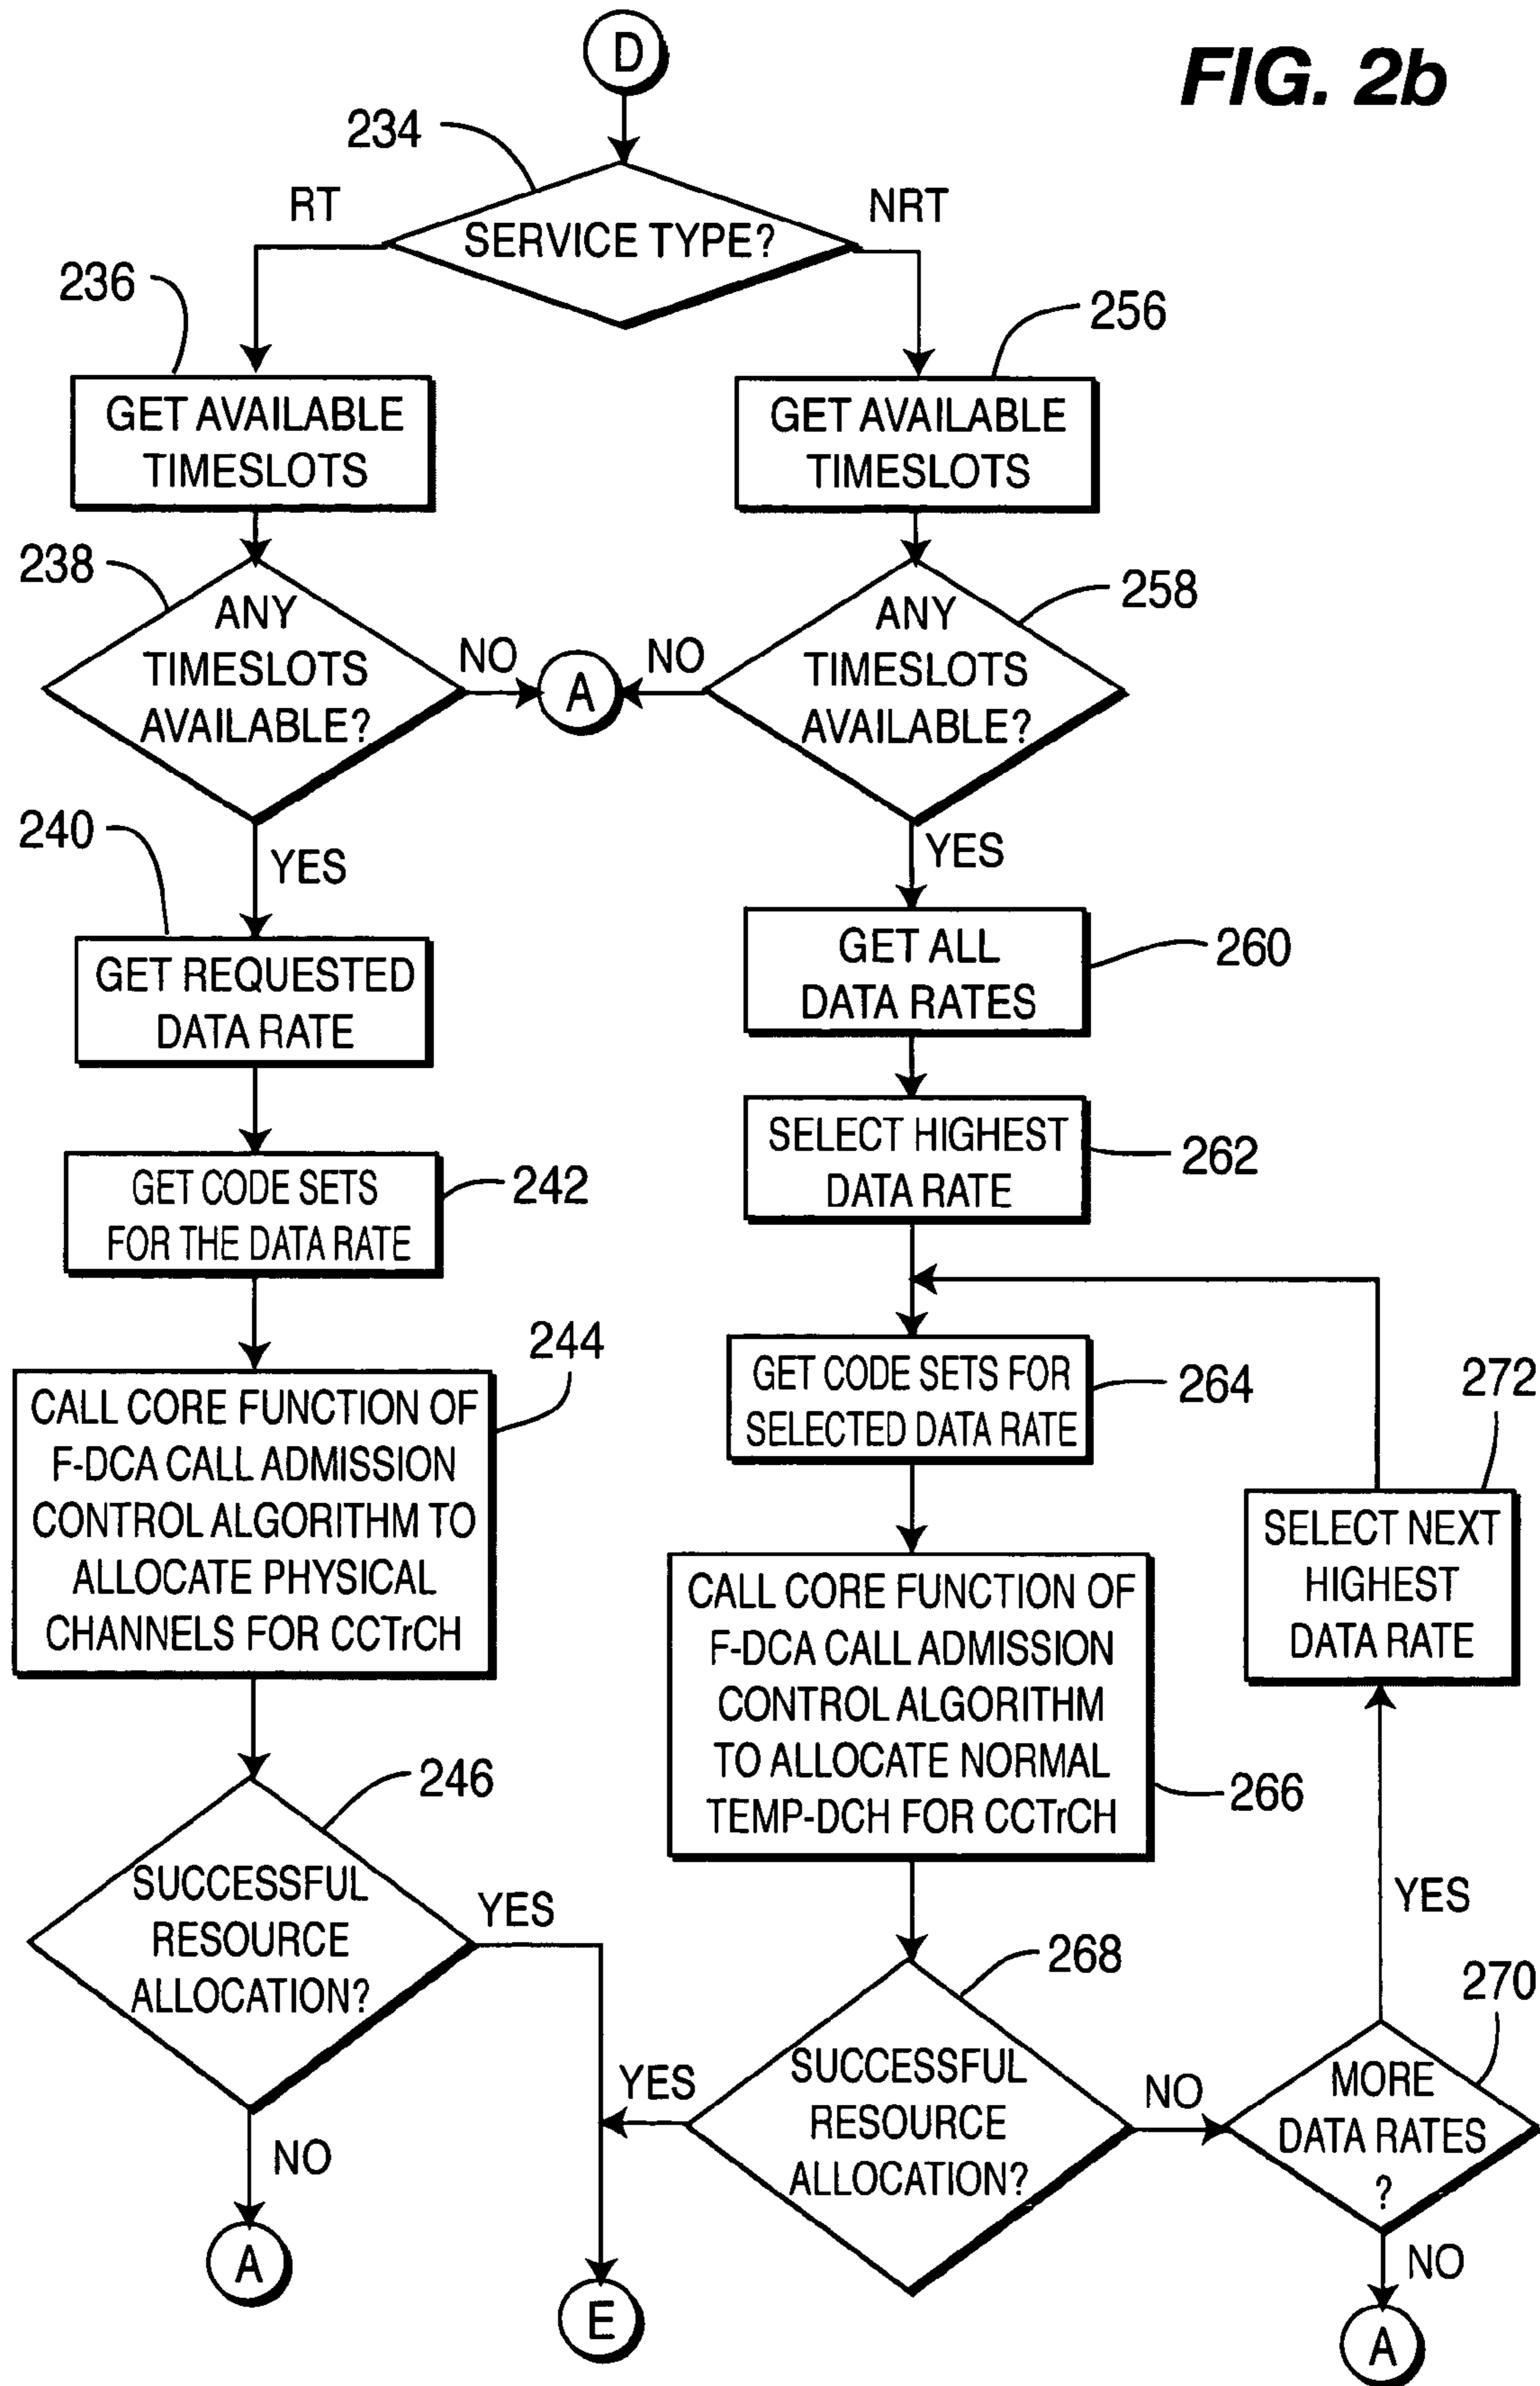 FIG. 2b
D
234
RT
NRT
SERVICE TYPE?
236
256
GET AVAILABLE
TIMESLOTS
GET AVAILABLE
TIMESLOTS
238
258
ANY
TIMESLOTS
AVAILABLE?
NO
A
NO
ANY
TIMESLOTS
AVAILABLE?
240
YES
YES
GET REQUESTED
DATA RATE
GET ALL
DATA RATES
260
SELECT HIGHEST
DATA RATE
262
GET CODE SETS
FOR THE DATA RATE
242
244
GET CODE SETS FOR
SELECTED DATA RATE
264
272
CALL CORE FUNCTION OF
F-DCA CALL ADMISSION
CONTROL ALGORITHM TO
ALLOCATE PHYSICAL
CHANNELS FOR CCTrCH
SELECT NEXT
HIGHEST
DATA RATE
CALL CORE FUNCTION OF
F-DCA CALL ADMISSION
CONTROL ALGORITHM
TO ALLOCATE NORMAL
TEMP-DCH FOR CCTrCH
266
246
SUCCESSFUL
RESOURCE
ALLOCATION?
YES
YES
268
270
SUCCESSFUL
RESOURCE
ALLOCATION?
YES
NO
MORE
DATA RATES
?
NO
A
E
NO
A